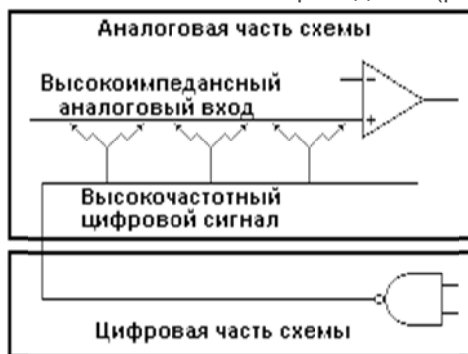 Аналоговая часть схемы
Высокоимпедансный
аналоговый вход
−
+
Высокочастотный
цифровой сигнал
Цифровая часть схемы